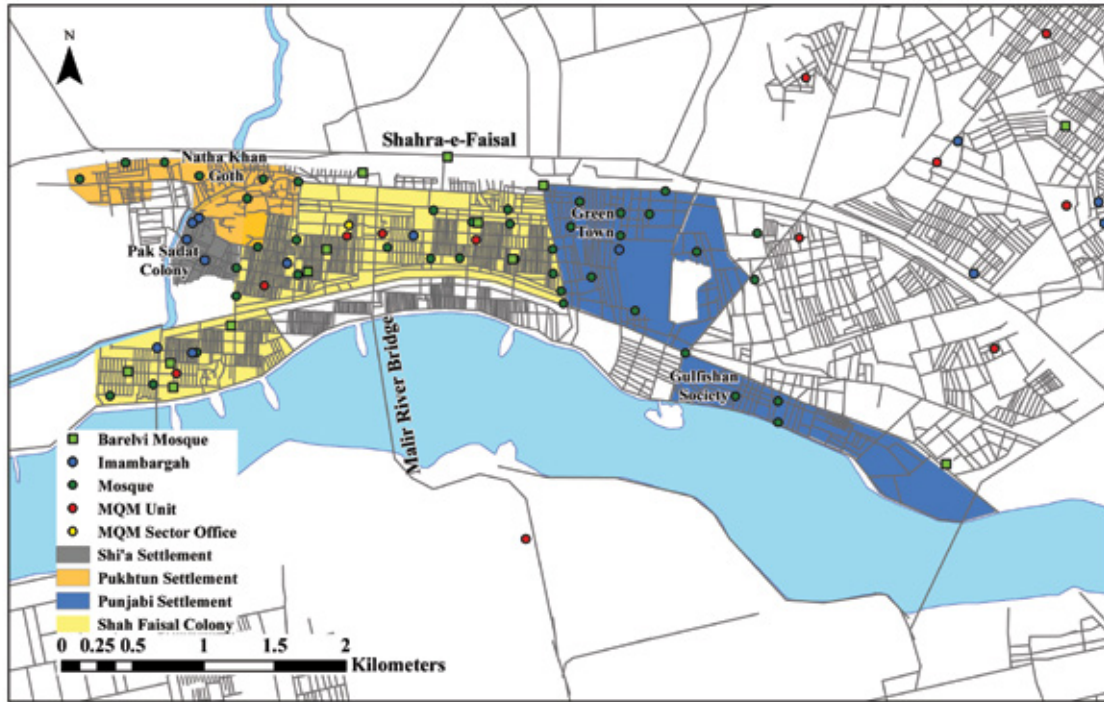 N
Shahra-e-Faisal
Natha Khan
Goth
Green
Town
Pak Sadat
Colony
Gulfishan
Society
Malir River Bridge
Barelvi Mosque
Imambargah
Mosque
MQM Unit
MQM Sector Office
Shi'a Settlement
Pukhtun Settlement
Punjabi Settlement
Shah Faisal Colony
0 0.25 0.5 1 2
Kilometers